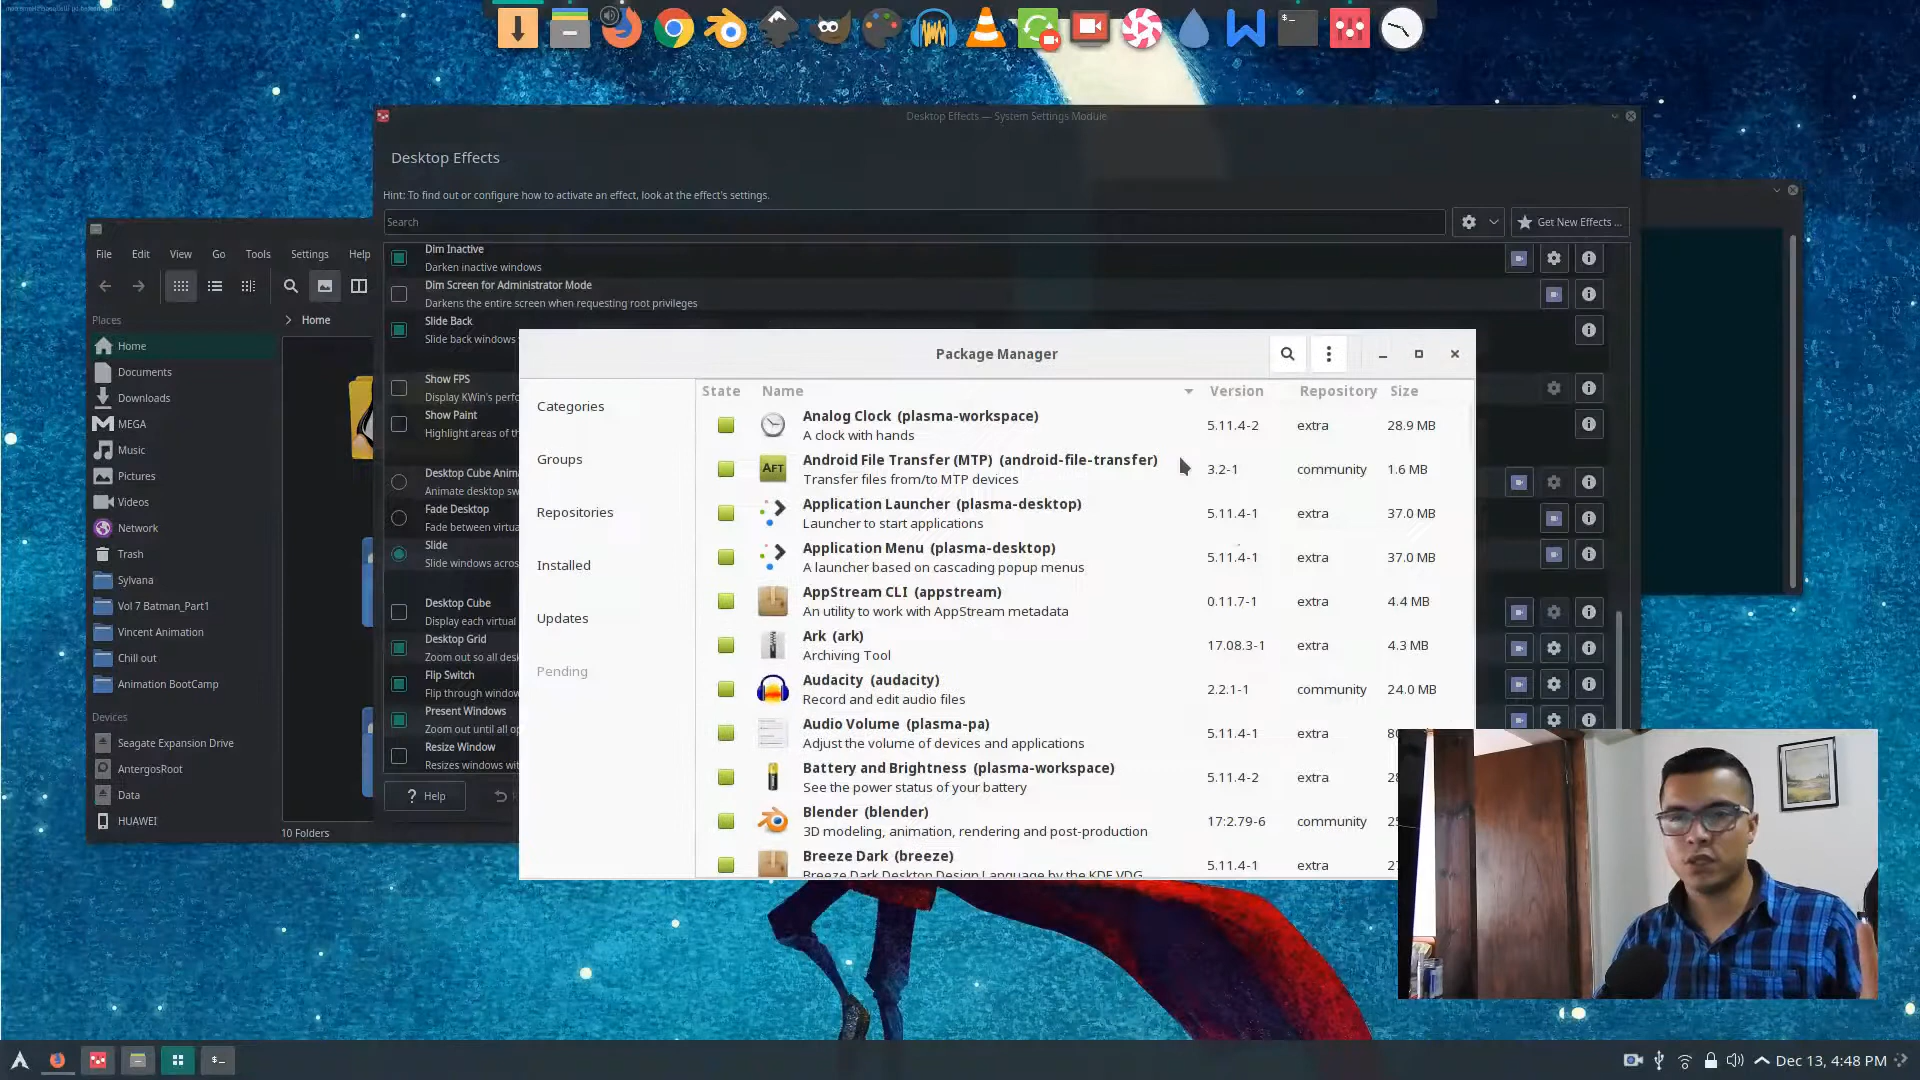 Desktop Effects — System Settings Module
Desktop Effects
Hint: To find out or configure how to activate an effect, look at the effect's settings.
Search
Get New Effects ...
Dim Inactive
Darken inactive windows
Dim Screen for Administrator Mode
Darkens the entire screen when requesting root privileges
Slide Back
Slide back windows
Show FPS
Display KWin's perfo
Show Paint
Highlight areas of th
Desktop Cube Anima
Animate desktop sw
Fade Desktop
Fade between virtua
Slide
Slide windows acros
Desktop Cube
Display each virtual
Desktop Grid
Zoom out so all desk
Flip Switch
Flip through window
Present Windows
Zoom out until all op
Resize Window
Resizes windows wit
Help
File Edit View Go Tools Settings Help
Places
Home
Home
Documents
Downloads
MEGA
Music
Pictures
Videos
Network
Trash
Sylvana
Vol 7 Batman_Part1
Vincent Animation
Chill out
Animation BootCamp
Devices
Seagate Expansion Drive
AntergosRoot
Data
HUAWEI
10 Folders
Package Manager
Categories
Groups
Repositories
Installed
Updates
Pending
State Name Version Repository Size
Analog Clock (plasma-workspace)
A clock with hands
5.11.4-2 extra 28.9 MB
AFT
Android File Transfer (MTP) (android-file-transfer)
Transfer files from/to MTP devices
3.2-1 community 1.6 MB
Application Launcher (plasma-desktop)
Launcher to start applications
5.11.4-1 extra 37.0 MB
Application Menu (plasma-desktop)
A launcher based on cascading popup menus
5.11.4-1 extra 37.0 MB
AppStream CLI (appstream)
An utility to work with AppStream metadata
0.11.7-1 extra 4.4 MB
Ark (ark)
Archiving Tool
17.08.3-1 extra 4.3 MB
Audacity (audacity)
Record and edit audio files
2.2.1-1 community 24.0 MB
Audio Volume (plasma-pa)
Adjust the volume of devices and applications
5.11.4-1 extra
Battery and Brightness (plasma-workspace)
See the power status of your battery
5.11.4-2 extra
Blender (blender)
3D modeling, animation, rendering and post-production
17:2.79-6 community
Breeze Dark (breeze)
Breeze Dark Desktop Design Language by the KDE VDG
5.11.4-1 extra
Dec 13, 4:48 PM